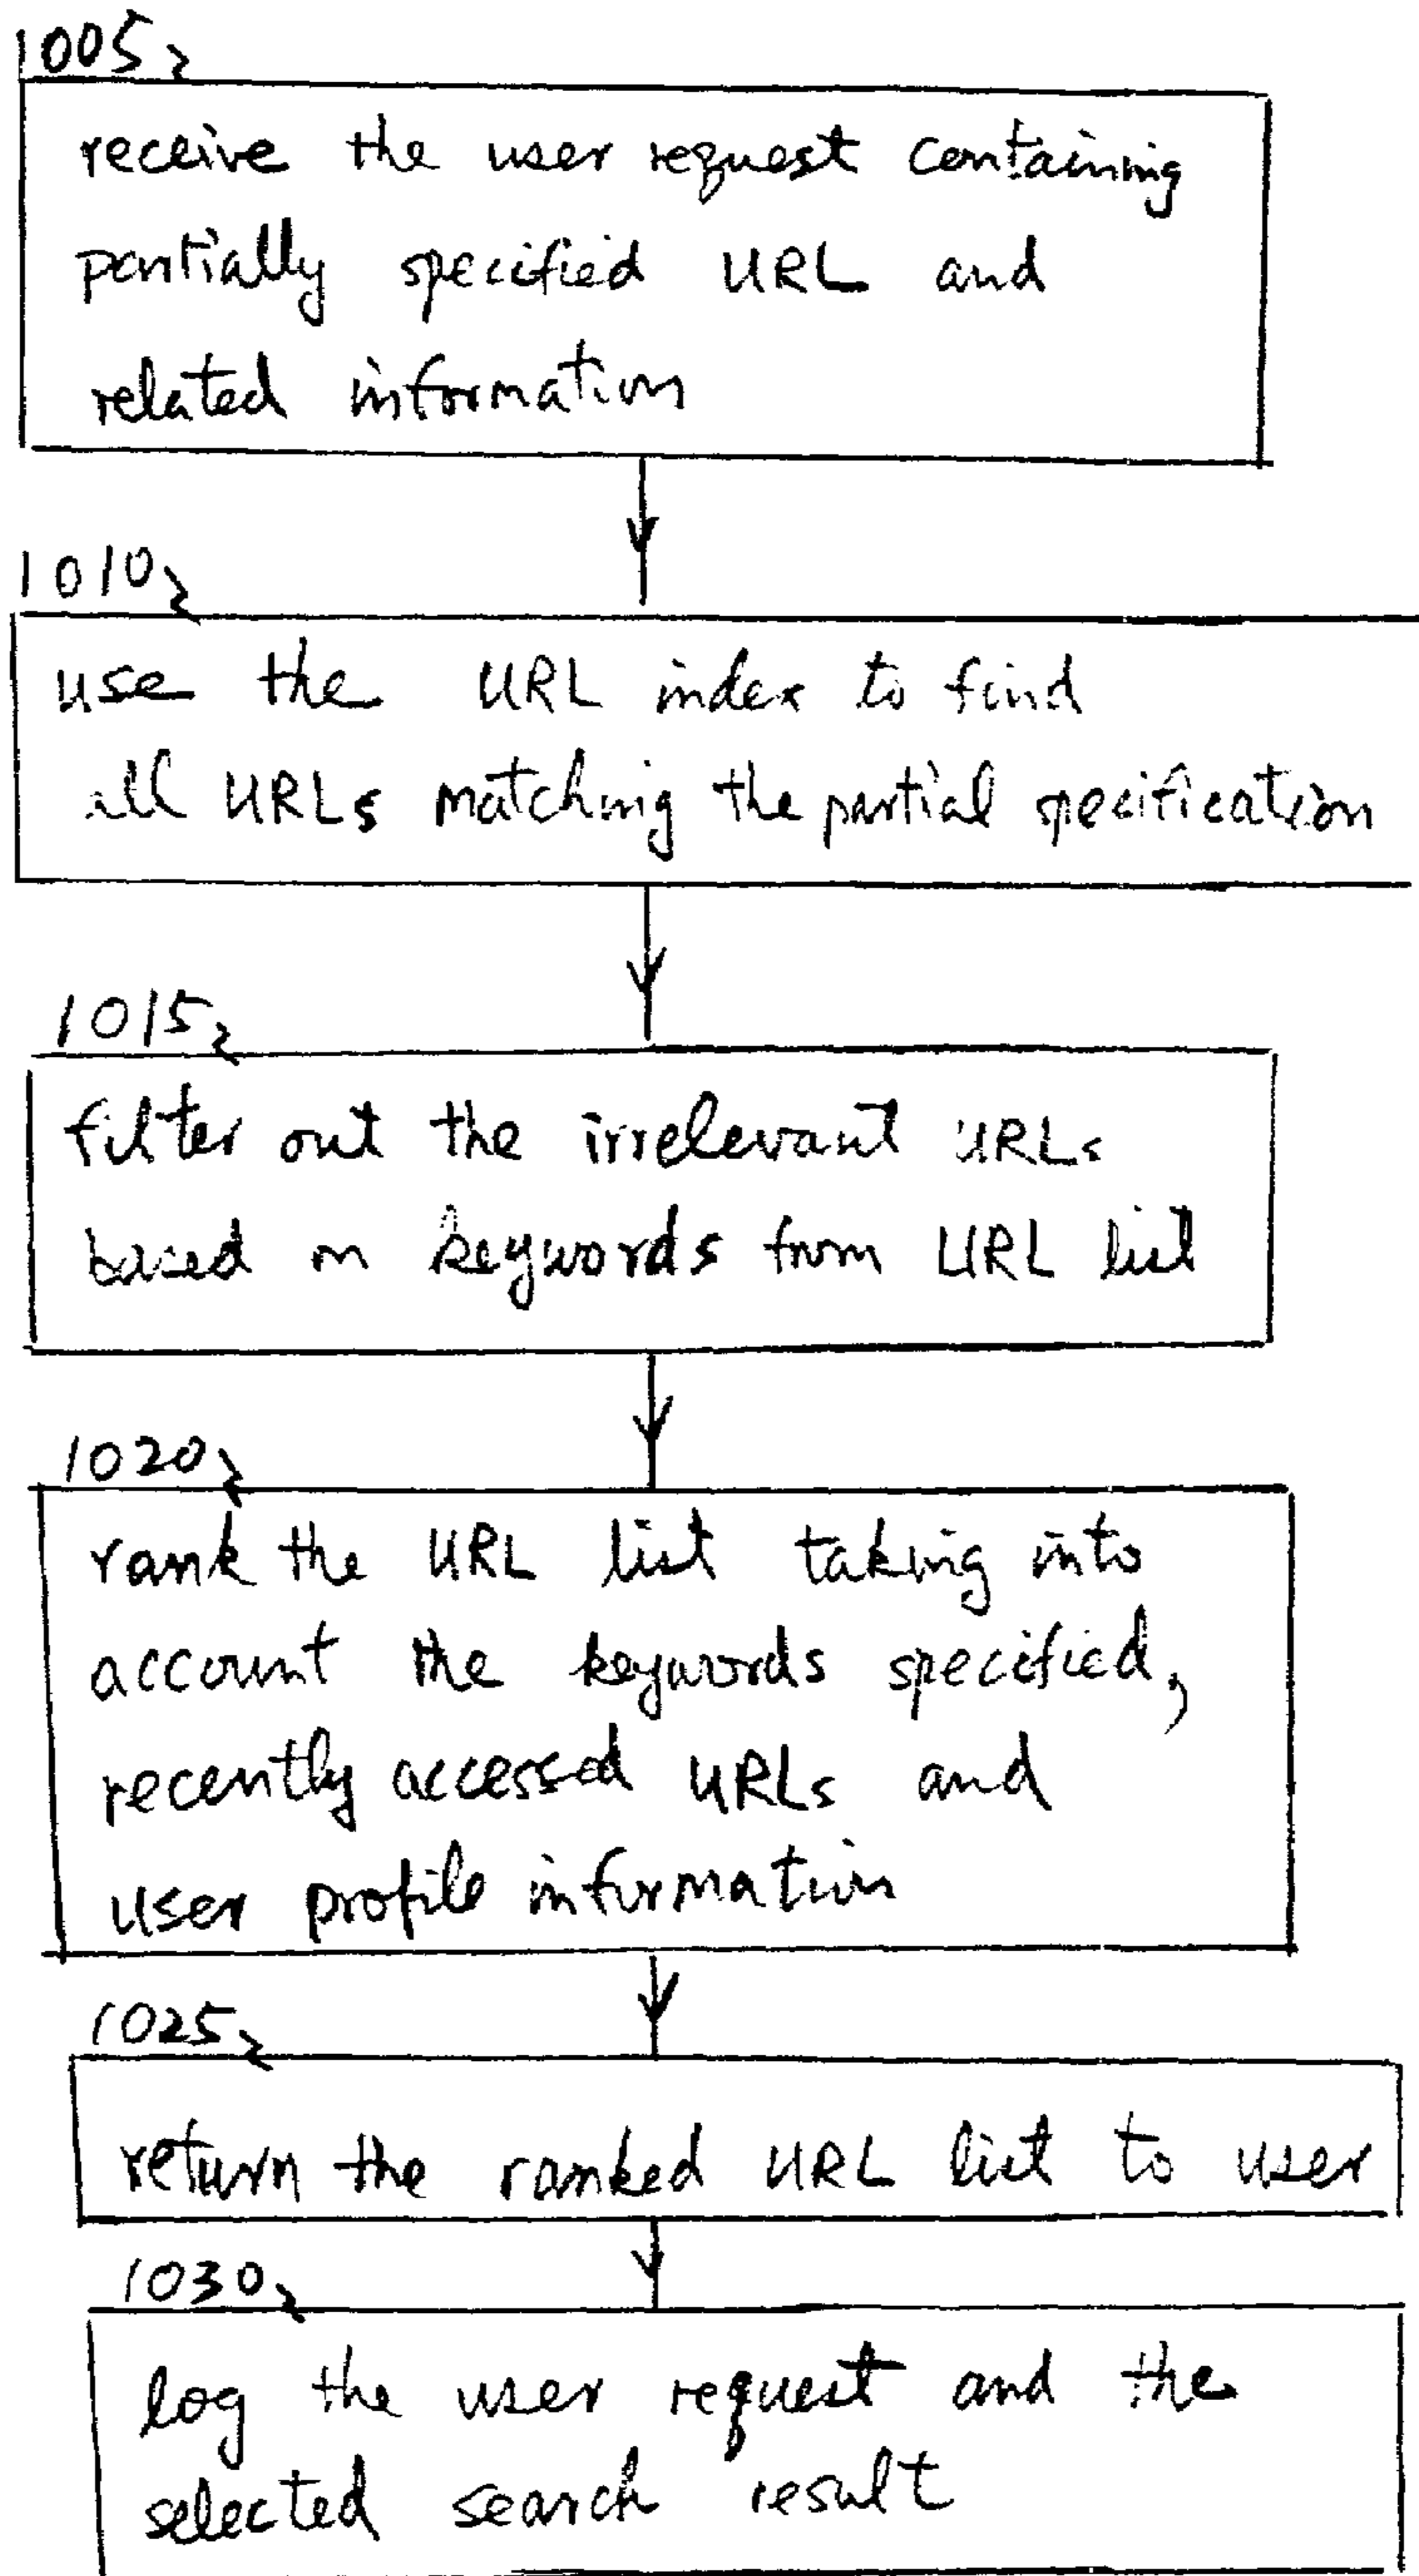 1005
receive the user request containing
partially specified URL and
related information
1010
use the URL index to find
all URLs matching the partial specification
1015
filter out the irrelevant URLs
based on keywords from URL list
1020
rank the URL list taking into
account the keywords specified,
recently accessed URLs and
user profile information
1025
return the ranked URL list to user
1030
log the user request and the
selected search result